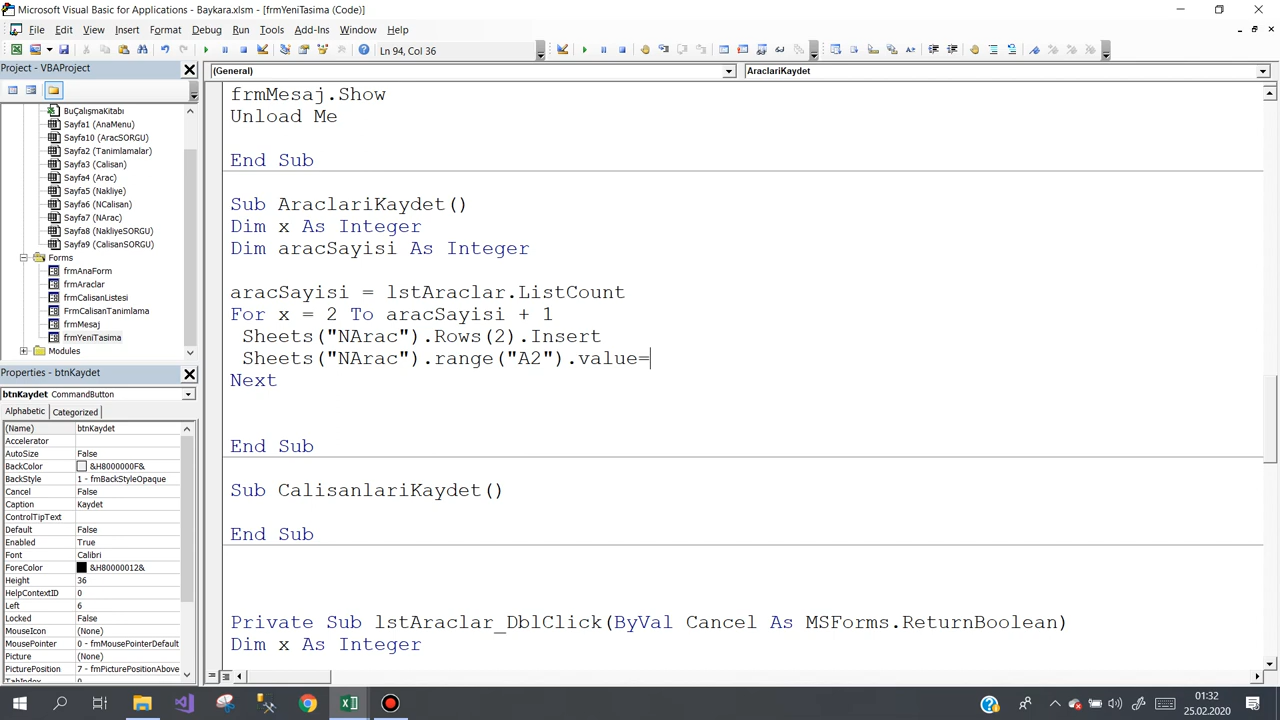 Microsoft Visual Basic for Applications - Baykara.xlsm - [frmYeniTasima (Code)]
File Edit View Insert Format Debug Run Tools Add-Ins Window Help
Ln 94, Col 36
Project - VBAProject
(General)
AraclariKaydet
BuÇalışmaKitabı
Sayfa1 (AnaMenu)
Sayfa10 (AracSORGU)
Sayfa2 (Tanimlamalar)
Sayfa3 (Calisan)
Sayfa4 (Arac)
Sayfa5 (Nakliye)
Sayfa6 (NCalisan)
Sayfa7 (NArac)
Sayfa8 (NakliyeSORGU)
Sayfa9 (CalisanSORGU)
Forms
frmAnaForm
frmAraclar
frmCalisanListesi
frmCalisanTanimlama
frmMesaj
frmYeniTasima
Modules
Properties - btnKaydet
btnKaydet CommandButton
Alphabetic Categorized
(Name) btnKaydet
Accelerator
AutoSize False
BackColor &H8000000F&
BackStyle 1 - fmBackStyleOpaque
Cancel False
Caption Kaydet
ControlTipText
Default False
Enabled True
Font Calibri
ForeColor &H80000012&
Height 36
HelpContextID 0
Left 6
Locked False
MouseIcon (None)
MousePointer 0 - fmMousePointerDefault
Picture (None)
PicturePosition 7 - fmPicturePositionAbove
TabIndex 0
frmMesaj.Show
Unload Me
End Sub
Sub AraclariKaydet()
Dim x As Integer
Dim aracSayisi As Integer
aracSayisi = lstAraclar.ListCount
For x = 2 To aracSayisi + 1
Sheets("NArac").Rows(2).Insert
Sheets("NArac").range("A2").value=
Next
End Sub
Sub CalisanlariKaydet()
End Sub
Private Sub lstAraclar_DblClick(ByVal Cancel As MSForms.ReturnBoolean)
Dim x As Integer
01:32
25.02.2020